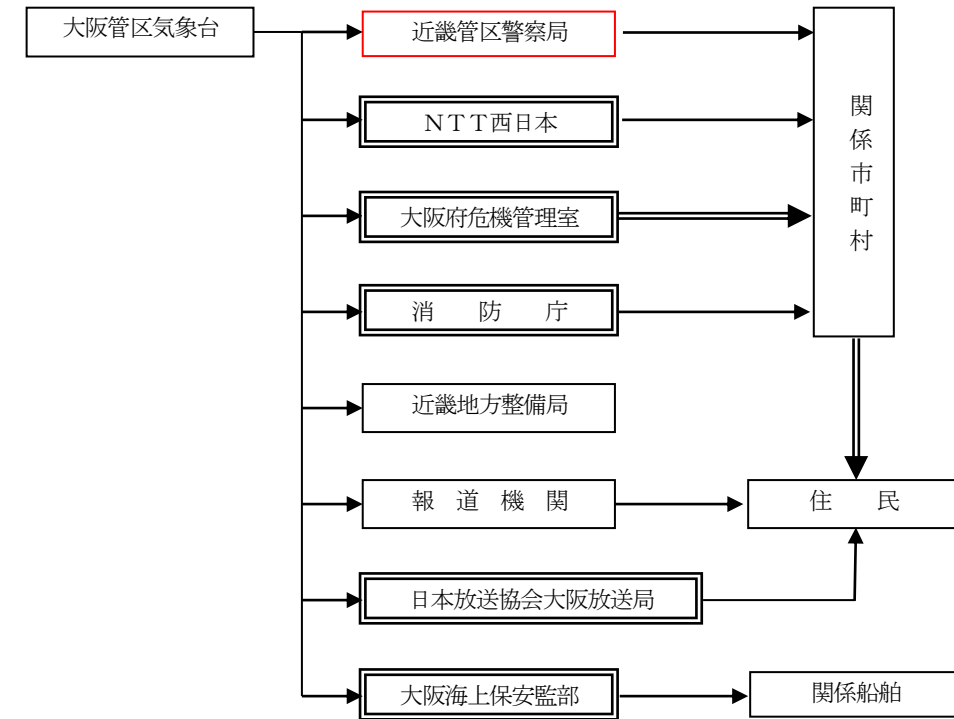 大阪管区気象台
近畿管区警察局
ＮＴＴ西日本
大阪府危機管理室
消　防　庁
近畿地方整備局
報　道　機　関
日本放送協会大阪放送局
大阪海上保安監部
関係市町村
住　民
関係船舶